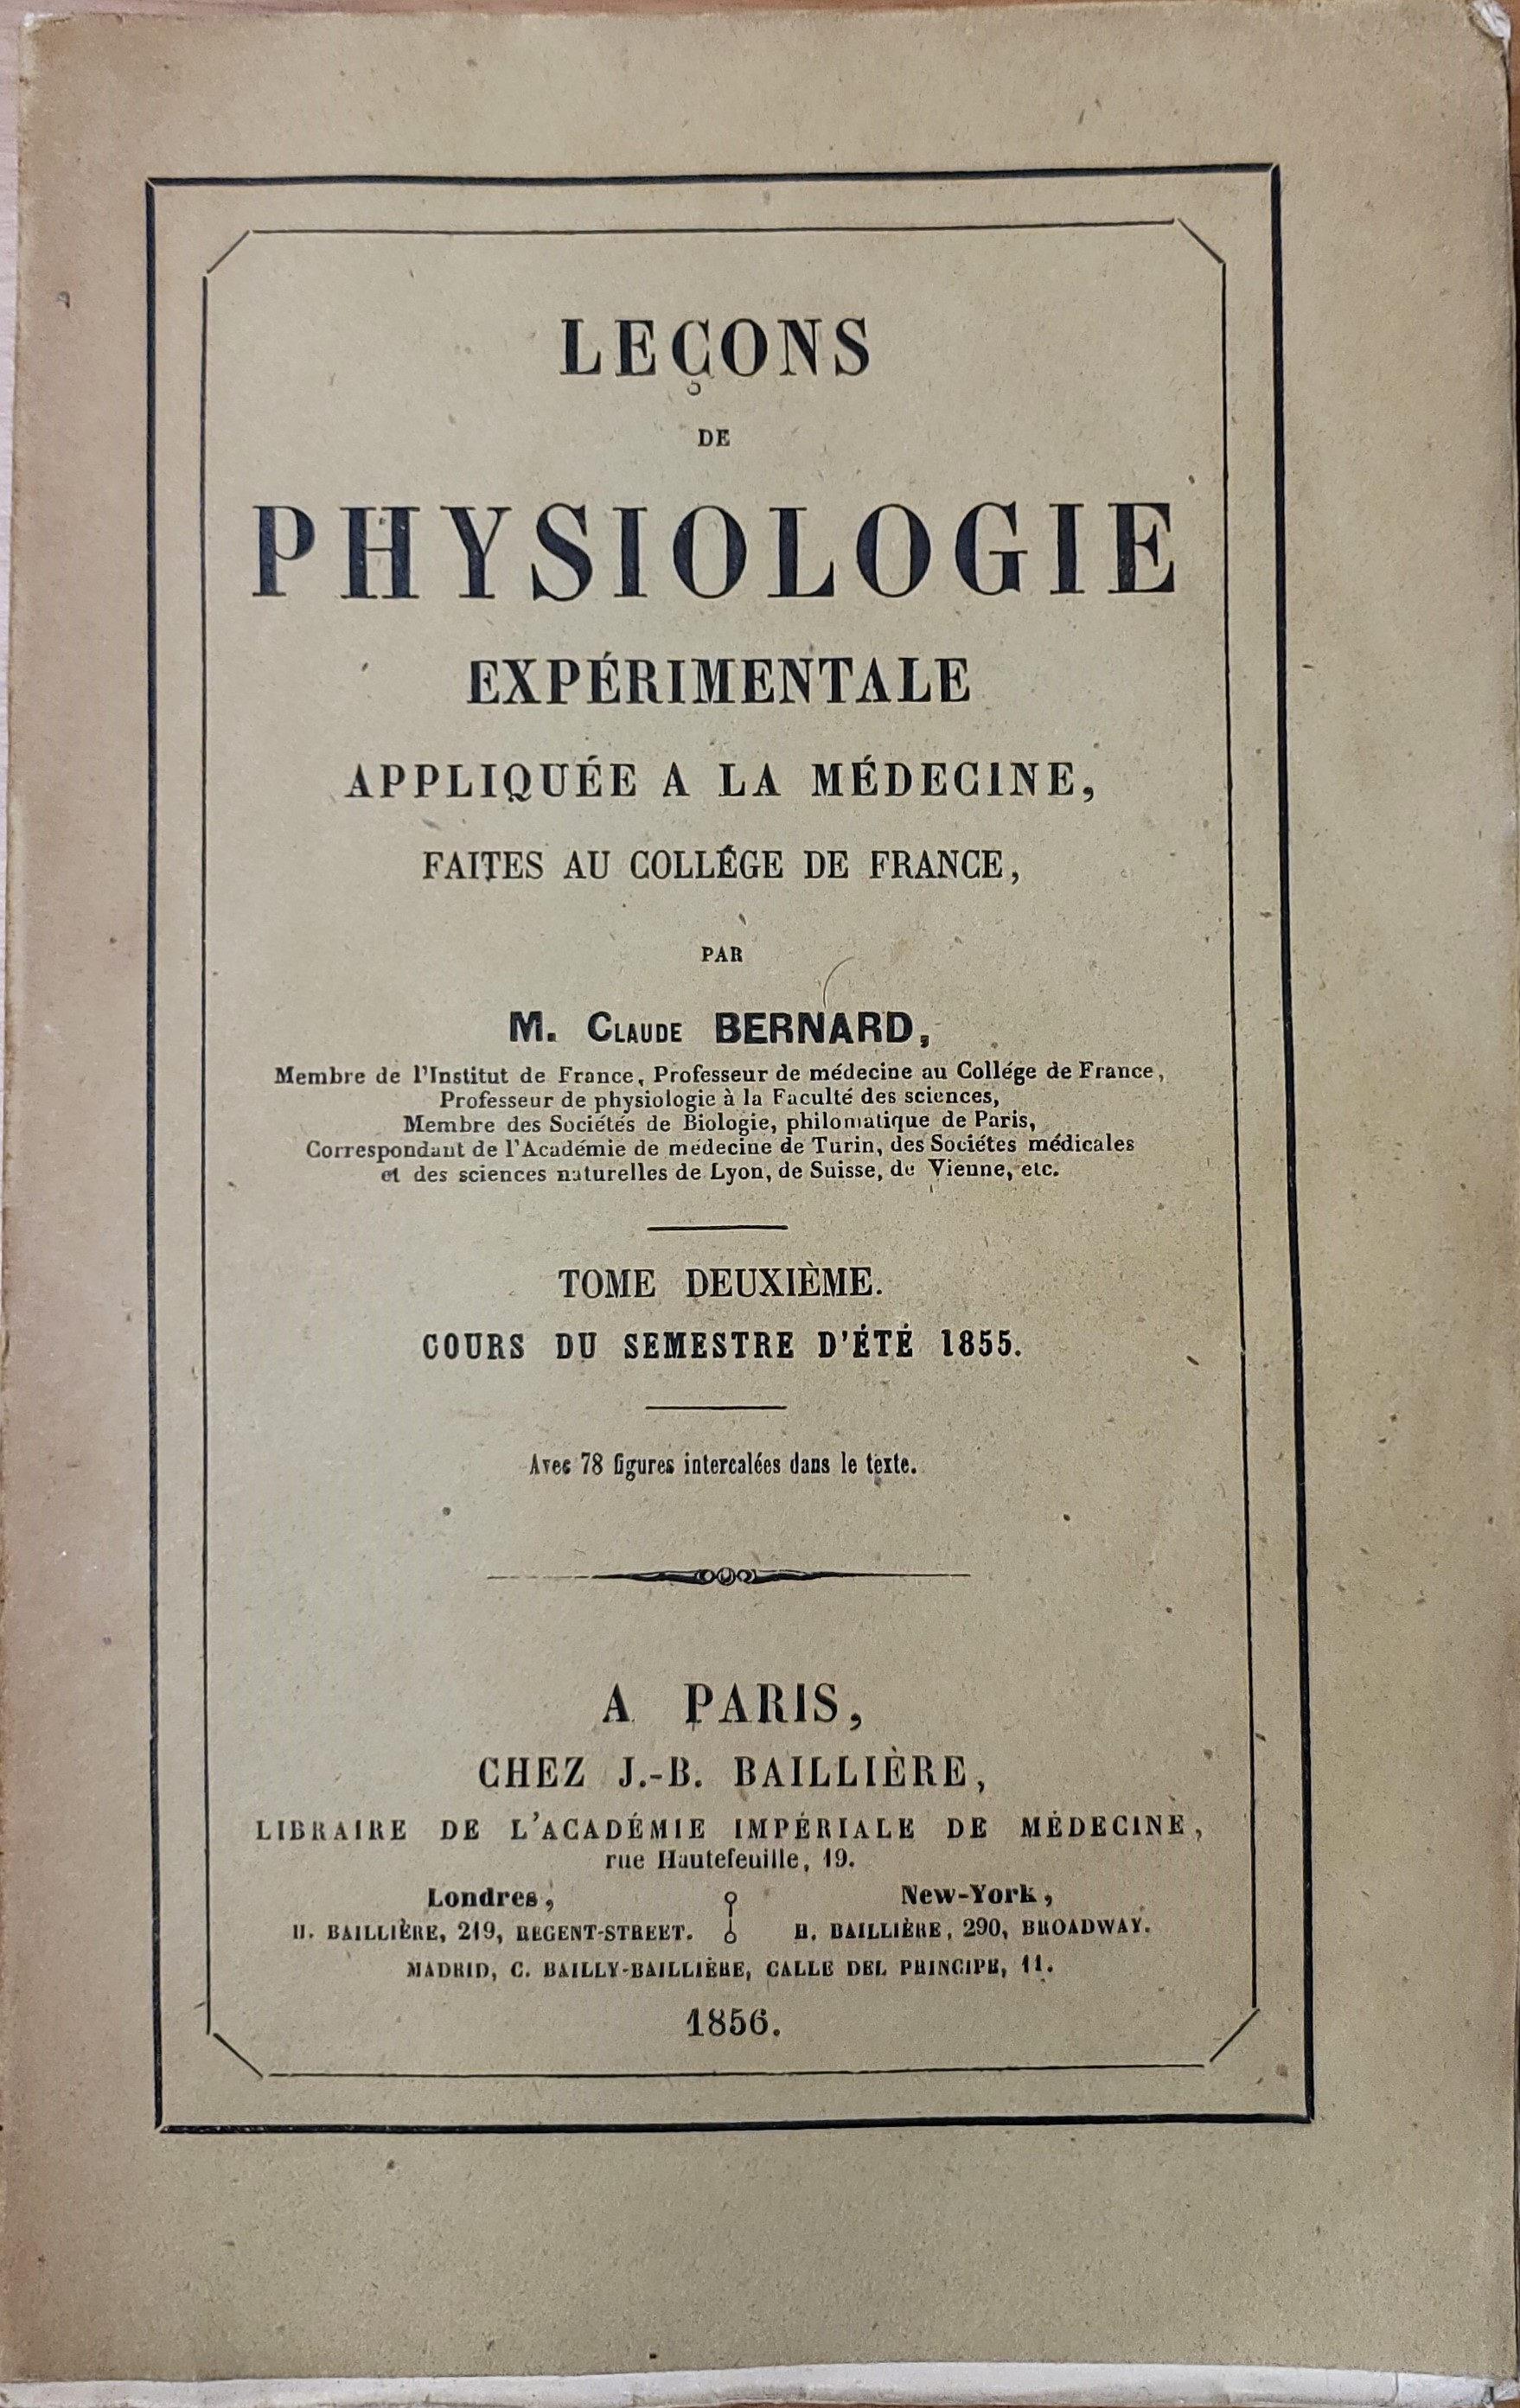 LEÇONS
DE
PHYSIOLOGIE
EXPÉRIMENTALE
APPLIQUÉE A LA MÉDECINE,
FAITES AU COLLÉGE DE FRANCE,
PAR
M. CLAUDE BERNARD,
Membre de l'Institut de France, Professeur de médecine au Collége de France,
Professeur de physiologie à la Faculté des sciences,
Membre des Sociétés de Biologie, philomatique de Paris,
Correspondant de l'Académie de médecine de Turin, des Sociétes médicales
et des sciences naturelles de Lyon, de Suisse, de Vienne, etc.
TOME DEUXIÈME.
COURS DU SEMESTRE D'ÉTÉ 1855.
Avec 78 figures intercalées dans le texte.
A PARIS,
CHEZ J.-B. BAILLIÈRE,
LIBRAIRE DE L'ACADÉMIE IMPÉRIALE DE MÉDECINE,
rue Hautefeuille, 19.
Londres, New-York,
H. BAILLIÈRE, 219, REGENT-STREET. H. BAILLIÈRE, 290, BROADWAY.
MADRID, C. BAILLY-BAILLIÈRE, CALLE DEL PRINCIPE, 11.
1856.